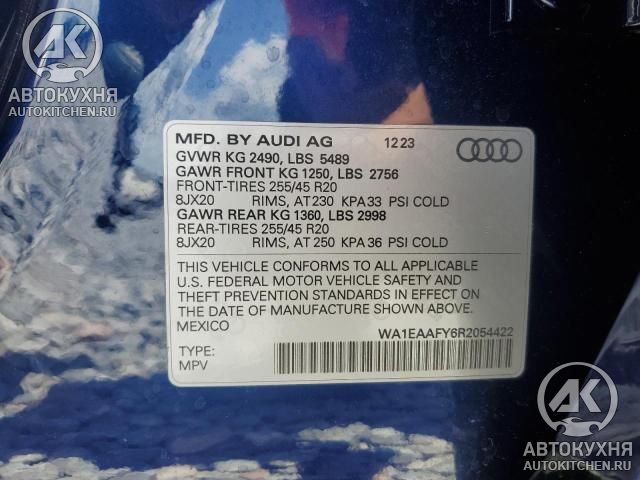 АВТОКУХНЯ
AUTOKITCHEN.RU
MFD. BY AUDI AG 12 23
GVWR KG 2490, LBS 5489
GAWR FRONT KG 1250, LBS 2756
FRONT-TIRES 255/45 R20
8JX20 RIMS, AT 230 KPA 33 PSI COLD
GAWR REAR KG 1360, LBS 2998
REAR-TIRES 255/45 R20
8JX20 RIMS, AT 250 KPA 36 PSI COLD
THIS VEHICLE CONFORMS TO ALL APPLICABLE
U.S. FEDERAL MOTOR VEHICLE SAFETY AND
THEFT PREVENTION STANDARDS IN EFFECT ON
THE DATE OF MANUFACTURE SHOWN ABOVE.
MEXICO WA1EAAFY6R2054422
TYPE:
MPV
АК
АВТОКУХНЯ
AUTOKITCHEN.RU